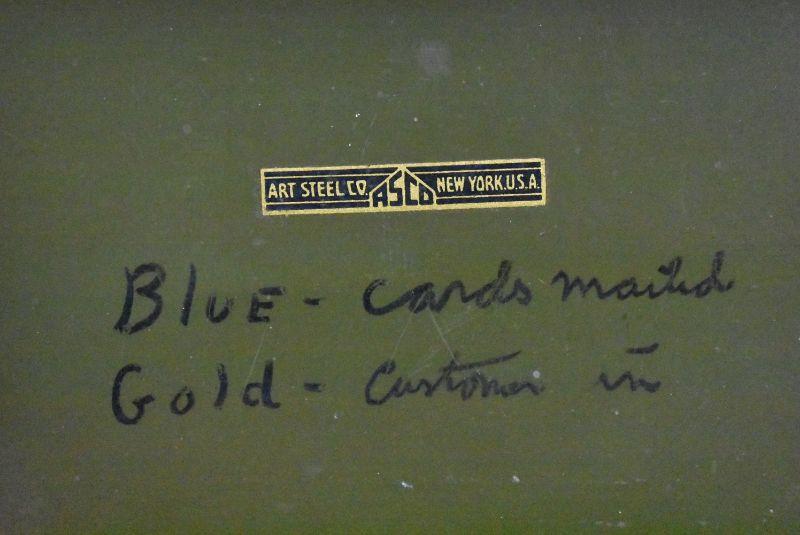 ART STEEL CO. ASCO NEW YORK.U.S.A.
BlUE - Cards mailed
Gold - Customer in